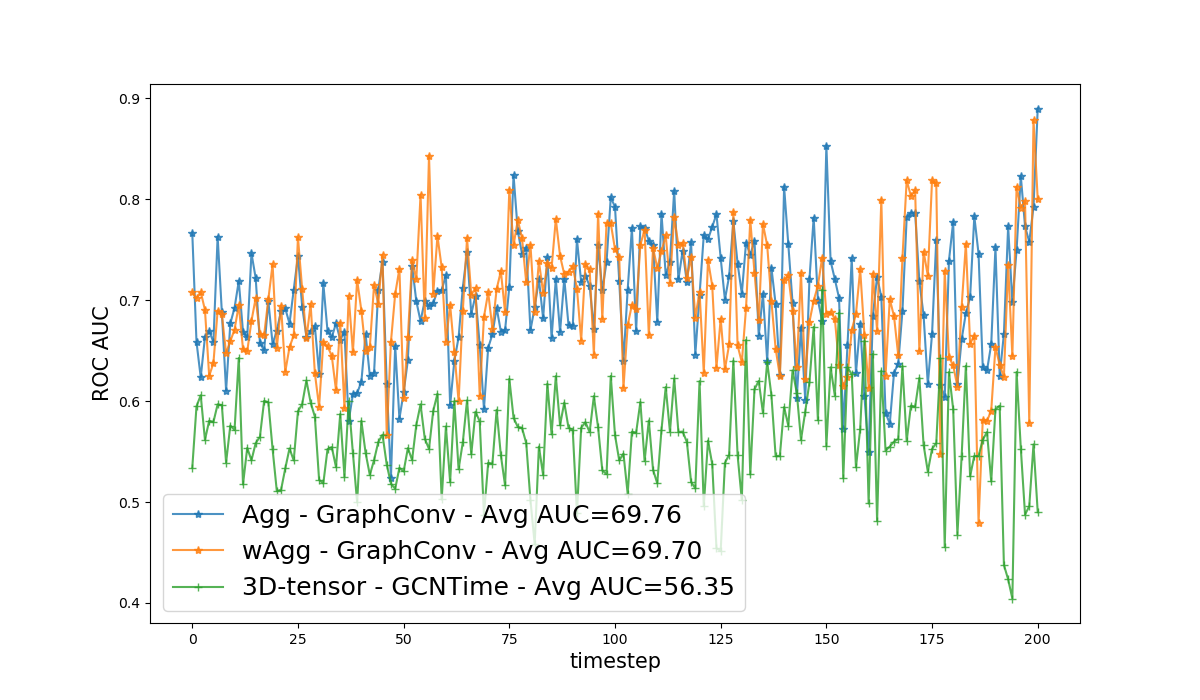 0.9
0.8
0.7
0.6
0.5
0.4
ROC AUC
Agg - GraphConv - Avg AUC=69.76
wAgg - GraphConv - Avg AUC=69.70
3D-tensor - GCNTime - Avg AUC=56.35
0 25 50 75 100 125 150 175 200
timestep